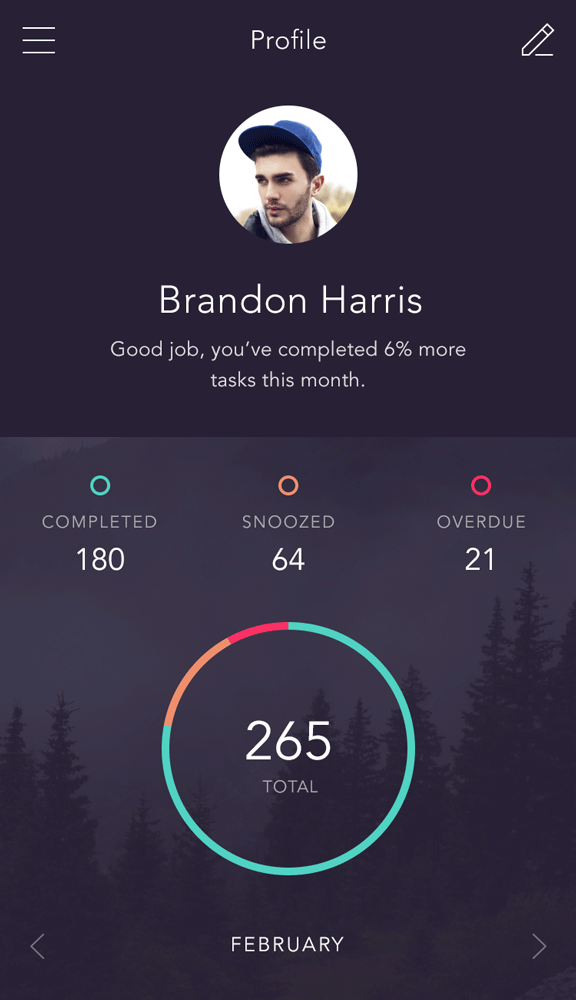 Profile
Brandon Harris
Good job, you’ve completed 6% more
tasks this month.
COMPLETED
SNOOZED
OVERDUE
180
64
21
265
TOTAL
FEBRUARY